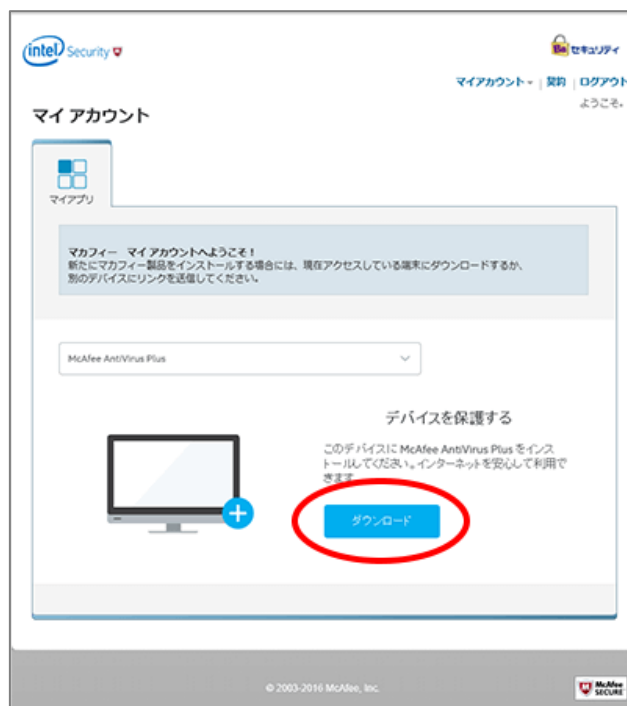 intel Security
Be セキュリティ
マイアカウント | 契約 | ログアウト
ようこそ。
マイ アカウント
マイアプリ
マカフィー マイ アカウントへようこそ！
新たにマカフィー製品をインストールする場合には、現在アクセスしている端末にダウンロードするか、
別のデバイスにリンクを送信してください。
McAfee AntiVirus Plus
デバイスを保護する
このデバイスに McAfee AntiVirus Plus をインス
トールしてください。インターネットを安心して利用で
きます
ダウンロード
© 2003-2016 McAfee, Inc.
McAfee
SECURE